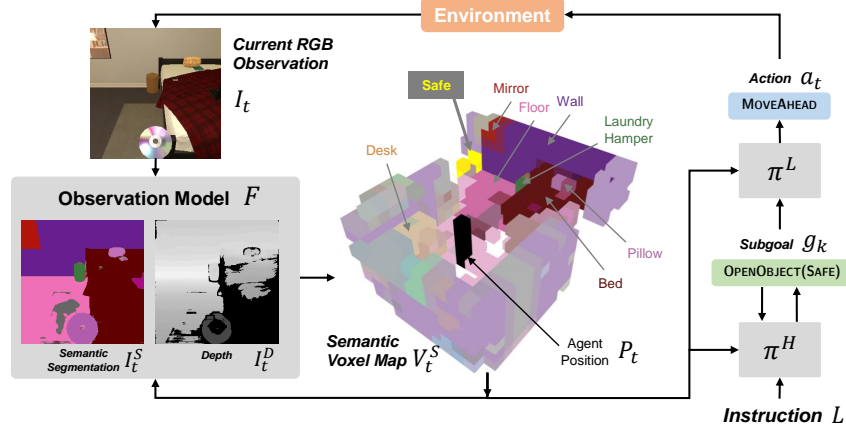 Environment
Current RGB
Observation
I_t
Observation Model F
Semantic
Segmentation I_t^S
Depth I_t^D
Safe
Mirror
Floor
Wall
Laundry
Hamper
Desk
Pillow
Bed
Semantic
Voxel Map V_t^S
Agent
Position P_t
Action a_t
MOVEAHEAD
π^L
Subgoal g_k
OPENOBJECT(SAFE)
π^H
Instruction L